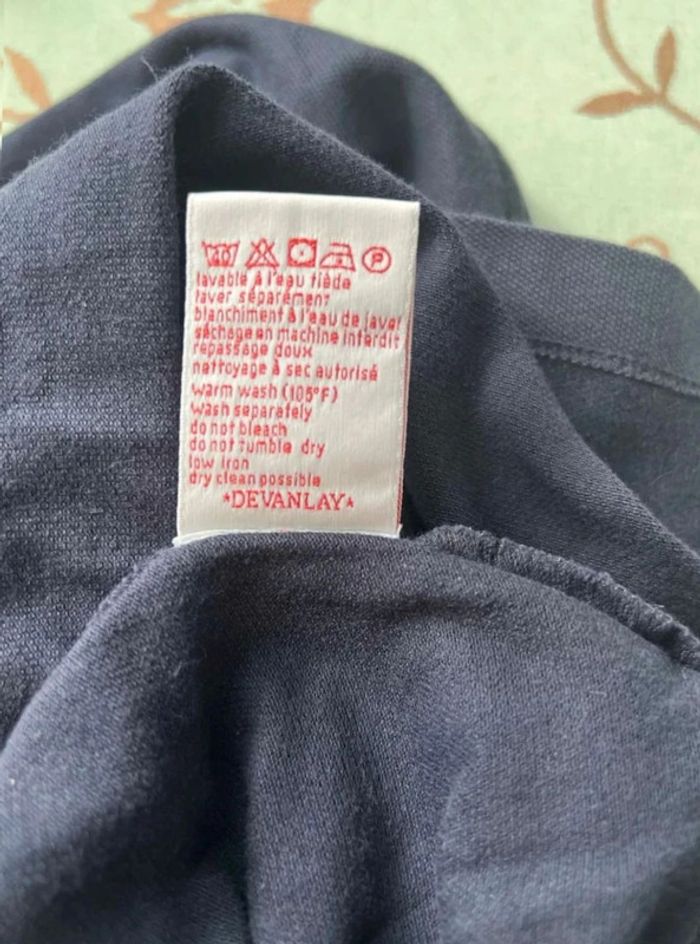 40 P
lavable à l'eau tiède
laver séparément
blanchiment à l'eau de javel
séchage en machine interdit
repassage doux
nettoyage à sec autorisé
warm wash (105°F)
wash separately
do not bleach
do not tumble dry
low iron
dry clean possible
*DEVANLAY*